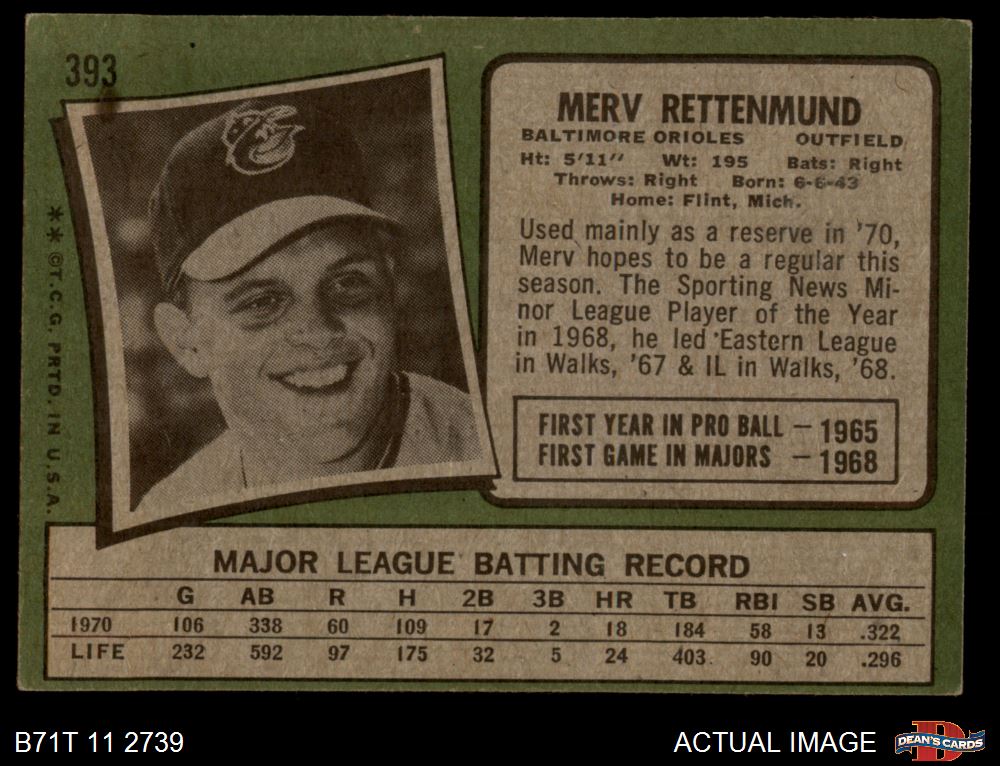 393
* * ©T.C.G. PRTD. IN U.S.A.
MERV RETTENMUND
BALTIMORE ORIOLES OUTFIELD
Ht: 5'11" Wt: 195 Bats: Right
Throws: Right Born: 6-6-43
Home: Flint, Mich.
Used mainly as a reserve in '70,
Merv hopes to be a regular this
season. The Sporting News Mi-
nor League Player of the Year
in 1968, he led Eastern League
in Walks, '67 & IL in Walks, '68.
FIRST YEAR IN PRO BALL — 1965
FIRST GAME IN MAJORS — 1968
MAJOR LEAGUE BATTING RECORD
G AB R H 2B 3B HR TB RBI SB AVG.
1970 106 338 60 109 17 2 18 184 58 13 .322
LIFE 232 592 97 175 32 5 24 403 90 20 .296
B71T 11 2739
ACTUAL IMAGE
DEAN'S CARDS